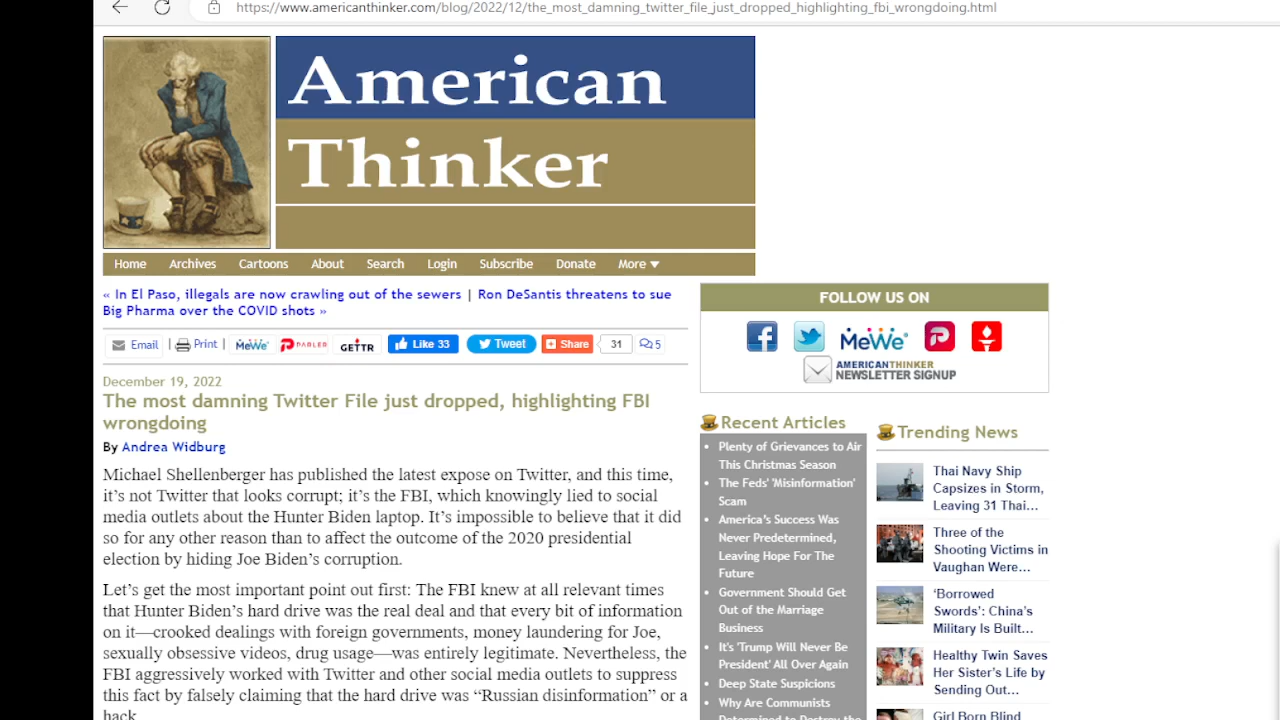 https://www.americanthinker.com/blog/2022/12/the_most_damning_twitter_file_just_dropped_highlighting_fbi_wrongdoing.html
American
Thinker
Home Archives Cartoons About Search Login Subscribe Donate More
« In El Paso, illegals are now crawling out of the sewers | Ron DeSantis threatens to sue
Big Pharma over the COVID shots »
Email | Print | MeWe PARLER GETTR Like 33 Tweet Share 31 5
December 19, 2022
The most damning Twitter File just dropped, highlighting FBI
wrongdoing
By Andrea Widburg
Michael Shellenberger has published the latest expose on Twitter, and this time,
it's not Twitter that looks corrupt; it's the FBI, which knowingly lied to social
media outlets about the Hunter Biden laptop. It's impossible to believe that it did
so for any other reason than to affect the outcome of the 2020 presidential
election by hiding Joe Biden's corruption.
Let's get the most important point out first: The FBI knew at all relevant times
that Hunter Biden's hard drive was the real deal and that every bit of information
on it—crooked dealings with foreign governments, money laundering for Joe,
sexually obsessive videos, drug usage—was entirely legitimate. Nevertheless, the
FBI aggressively worked with Twitter and other social media outlets to suppress
this fact by falsely claiming that the hard drive was “Russian disinformation” or a
hack.
FOLLOW US ON
MeWe
AMERICANTHINKER
NEWSLETTER SIGNUP
Recent Articles
Plenty of Grievances to Air
This Christmas Season
The Feds' 'Misinformation'
Scam
America's Success Was
Never Predetermined,
Leaving Hope For The
Future
Government Should Get
Out of the Marriage
Business
It's 'Trump Will Never Be
President' All Over Again
Deep State Suspicions
Why Are Communists
Determined to Destroy the
Trending News
Thai Navy Ship
Capsizes in Storm,
Leaving 31 Thai...
Three of the
Shooting Victims in
Vaughan Were...
‘Borrowed
Swords’: China’s
Military Is Built...
Healthy Twin Saves
Her Sister’s Life by
Sending Out...
Girl Born Blind